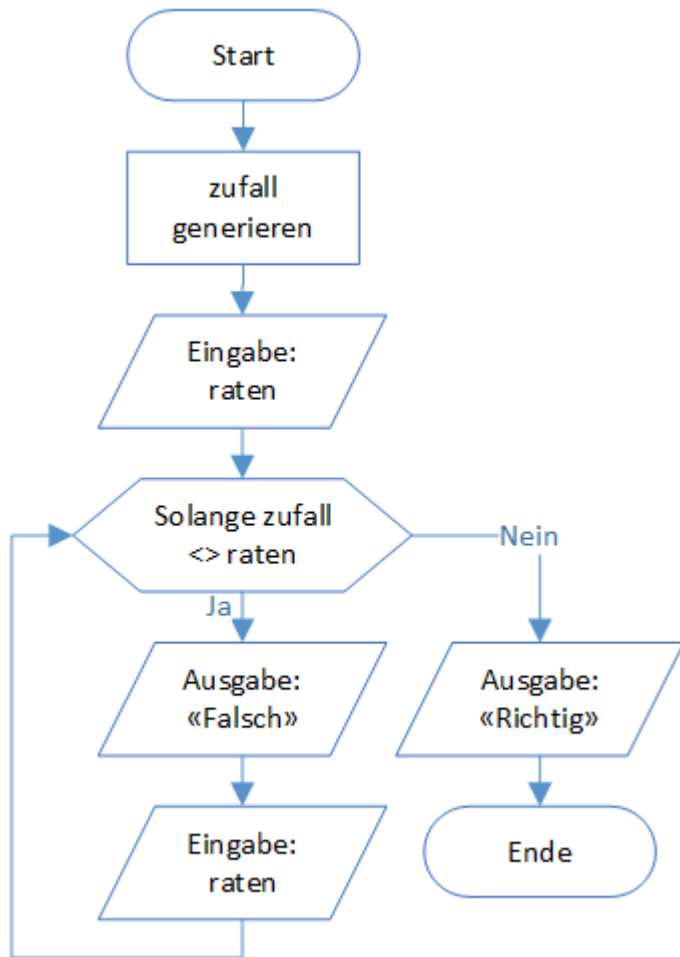 Start
zufall
generieren
Eingabe:
raten
Solange zufall
<> raten
Nein
Ja
Ausgabe:
«Falsch»
Ausgabe:
«Richtig»
Eingabe:
raten
Ende